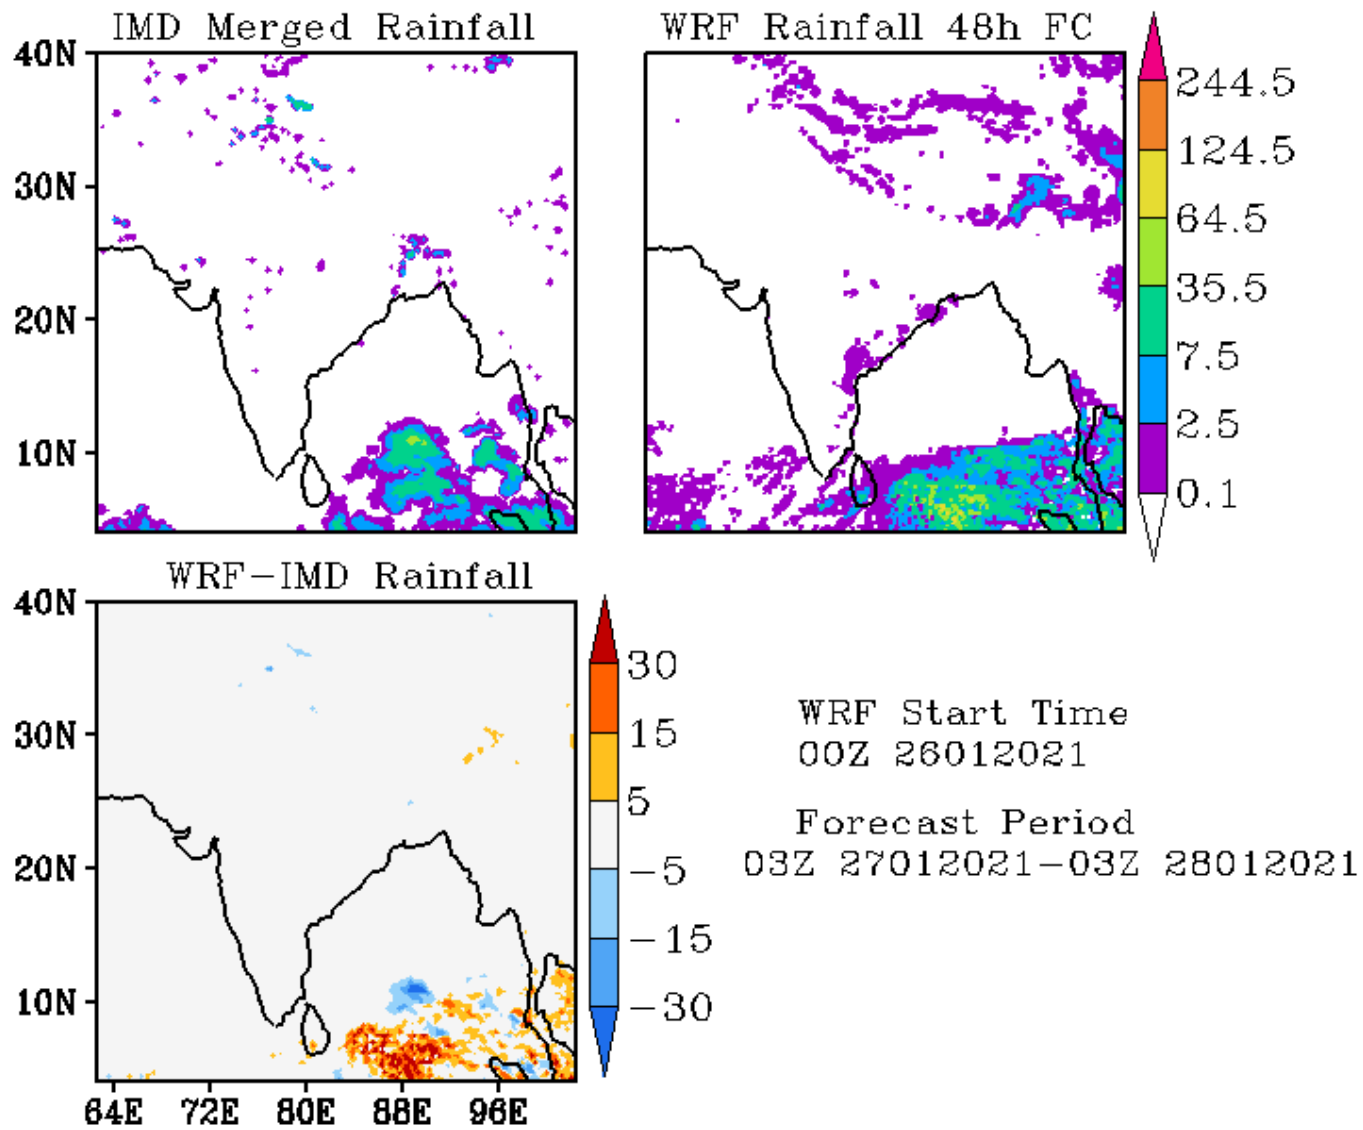 IMD Merged Rainfall
WRF Rainfall 48h FC
40N
30N
20N
10N
244.5
124.5
64.5
35.5
7.5
2.5
0.1
WRF-IMD Rainfall
40N
30N
20N
10N
64E 72E 80E 88E 96E
30
15
5
-5
-15
-30
WRF Start Time
00Z 26012021
Forecast Period
03Z 27012021-03Z 28012021